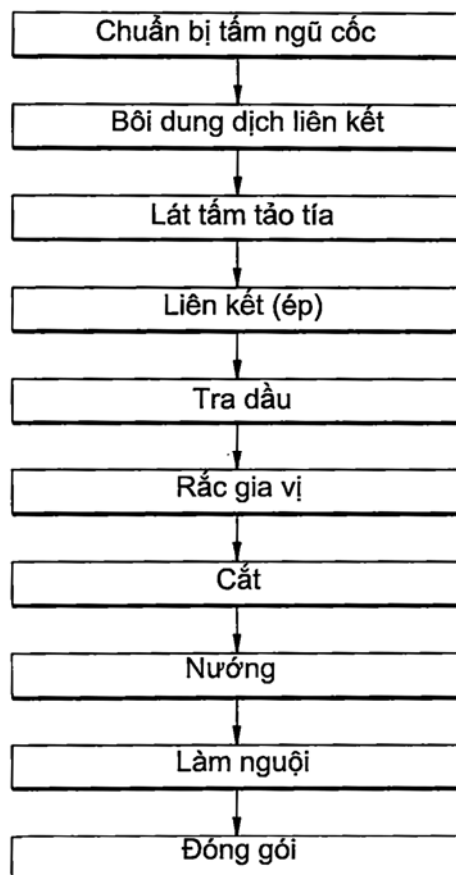 Chuẩn bị tấm ngũ cốc
Bôi dung dịch liên kết
Lát tấm tảo tía
Liên kết (ép)
Tra dầu
Rắc gia vị
Cắt
Nướng
Làm nguội
Đóng gói